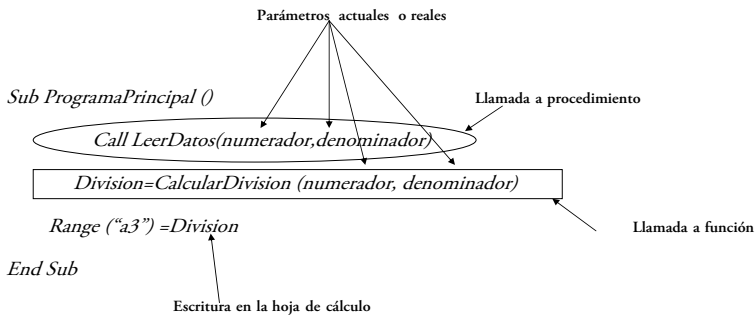 Parámetros actuales o reales
Sub ProgramaPrincipal ()
Llamada a procedimiento
Call LeerDatos(numerador,denominador)
Division=CalcularDivision (numerador, denominador)
Range (“a3”) =Division
Llamada a función
End Sub
Escritura en la hoja de cálculo